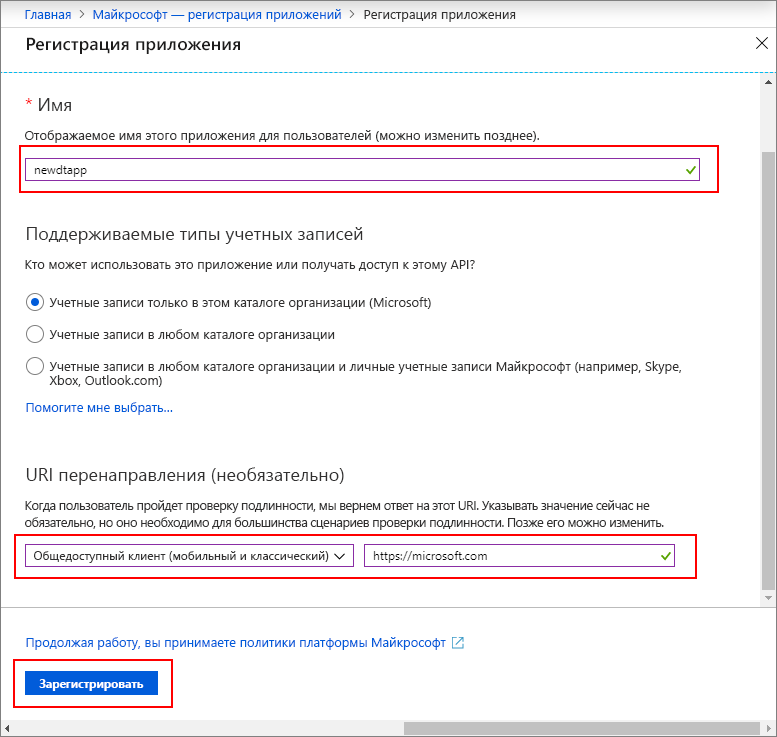 Главная > Майкрософт — регистрация приложений > Регистрация приложения
Регистрация приложения
* Имя
Отображаемое имя этого приложения для пользователей (можно изменить позднее).
newdtapp
Поддерживаемые типы учетных записей
Кто может использовать это приложение или получать доступ к этому API?
Учетные записи только в этом каталоге организации (Microsoft)
Учетные записи в любом каталоге организации
Учетные записи в любом каталоге организации и личные учетные записи Майкрософт (например, Skype,
Xbox, Outlook.com)
Помогите мне выбрать...
URI перенаправления (необязательно)
Когда пользователь пройдет проверку подлинности, мы вернем ответ на этот URI. Указывать значение сейчас не
обязательно, но оно необходимо для большинства сценариев проверки подлинности. Позже его можно изменить.
Общедоступный клиент (мобильный и классический) https://microsoft.com
Продолжая работу, вы принимаете политики платформы Майкрософт
Зарегистрировать